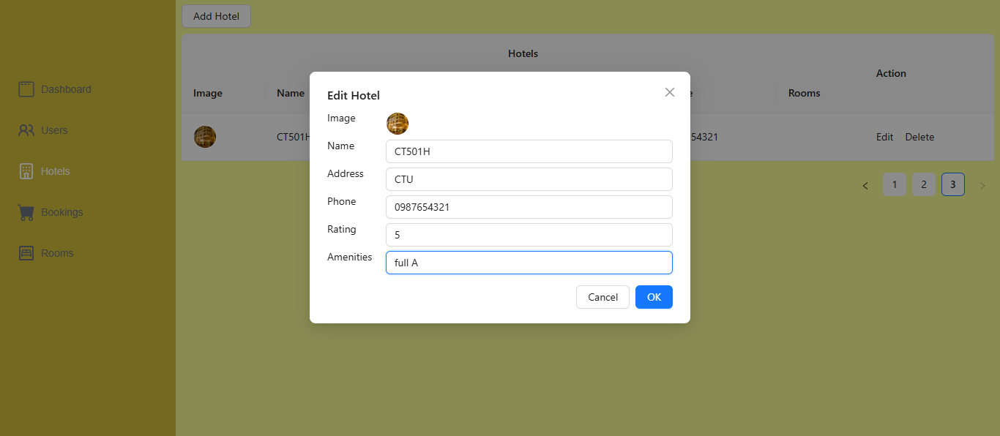 Add Hotel
Hotels
Action
Image Name Rooms
Dashboard
Users
Hotels
Bookings
Rooms
CT501H 54321 Edit Delete
1 2 3
Edit Hotel
Image
Name CT501H
Address CTU
Phone 0987654321
Rating 5
Amenities full A
Cancel OK